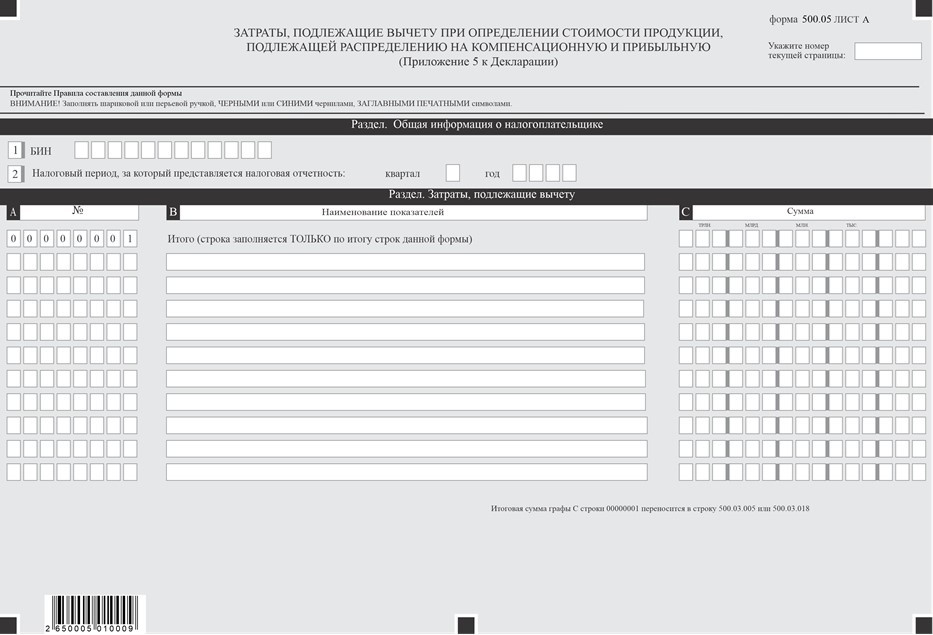 форма 500.05 ЛИСТ А
ЗАТРАТЫ, ПОДЛЕЖАЩИЕ ВЫЧЕТУ ПРИ ОПРЕДЕЛЕНИИ СТОИМОСТИ ПРОДУКЦИИ,
ПОДЛЕЖАЩЕЙ РАСПРЕДЕЛЕНИЮ НА КОМПЕНСАЦИОННУЮ И ПРИБЫЛЬНУЮ
(Приложение 5 к Декларации)
Укажите номер
текущей страницы:
Прочтитайте Правила составления данной формы
ВНИМАНИЕ! Заполнять шариковой или перьевой ручкой, ЧЕРНЫМИ или СИНИМИ чернилами, ЗАГЛАВНЫМИ ПЕЧАТНЫМИ символами.
Раздел. Общая информация о налогоплательщике
1 БИН
2 Налоговый период, за который представляется налоговая отчетность: квартал год
Раздел. Затраты, подлежащие вычету
A № B Наименование показателей C Сумма
трлн млрд млн тыс
0 0 0 0 0 0 0 1 Итого (строка заполняется ТОЛЬКО по итогу строк данной формы)
Итоговая сумма графы С строки 00000001 переносится в строку 500.03.005 или 500.03.018
2 650005 010009